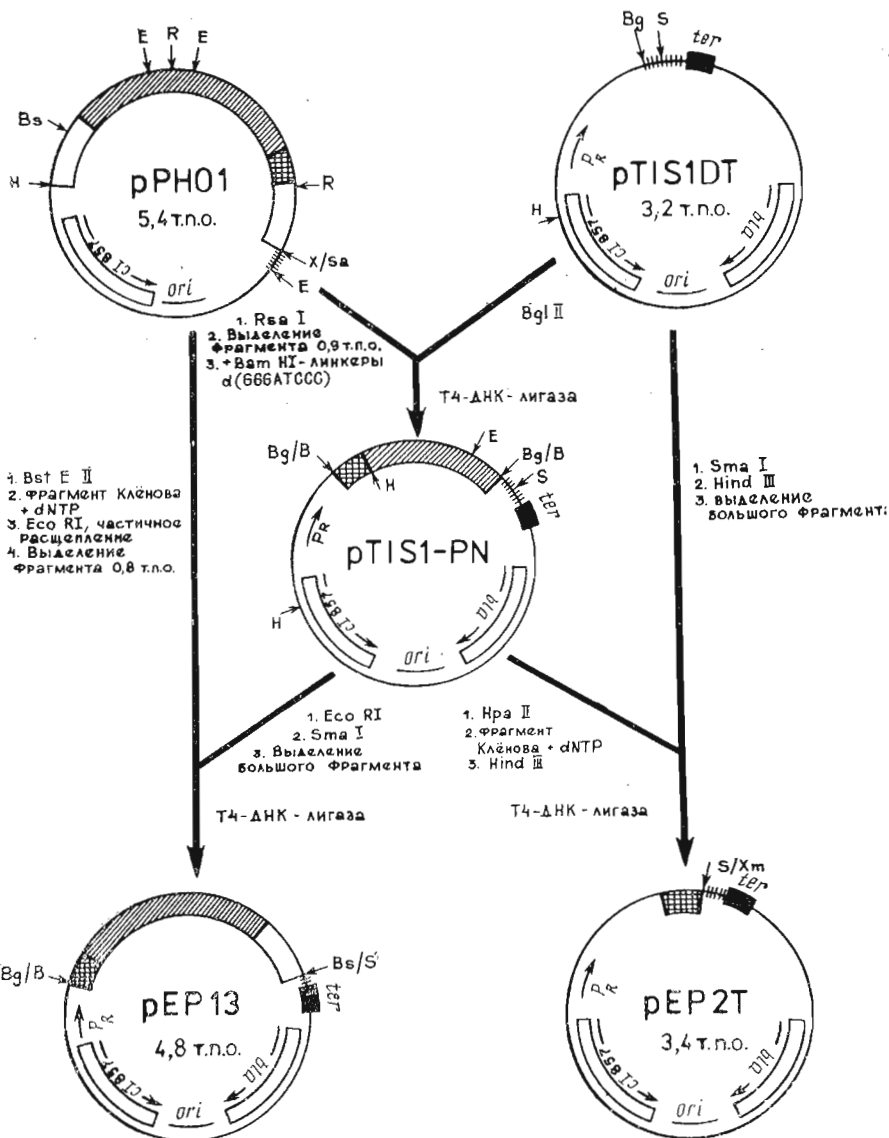 E R E
Bs
H
pPH01
5,4 т.п.о.
R
X/Sa
E
cI 857
ori
Bg S
ter
PR
pTIS1DT
3,2 т.п.о.
H
cI 857
ori
bla
1. Rsa I
2. Выделение
фрагмента 0,9 т.п.о.
3. + Bam HI-линкеры
d(GGGATCCC)
Bgl II
Т4-ДНК-лигаза
1. Bst E II
2. фрагмент Клёнова
+ dNTP
3. Eco RI, частичное
расщепление
4. Выделение
фрагмента 0,8 т.п.о.
Bg/B
H
E
Bg/B
S
ter
PR
pTIS1-PN
H
cI 857
ori
bla
1. Sma I
2. Hind III
3. выделение
большого фрагмента
1. Eco RI
2. Sma I
3. Выделение
большого фрагмента
1. Hpa II
2. фрагмент
Клёнова + dNTP
3. Hind III
Т4-ДНК-лигаза
Т4-ДНК-лигаза
Bg/B
Bs/S
ter
PR
pEP13
4,8 т.п.о.
cI 857
ori
bla
S/Xm
ter
PR
pEP2T
3,4 т.п.о.
cI 857
ori
bla